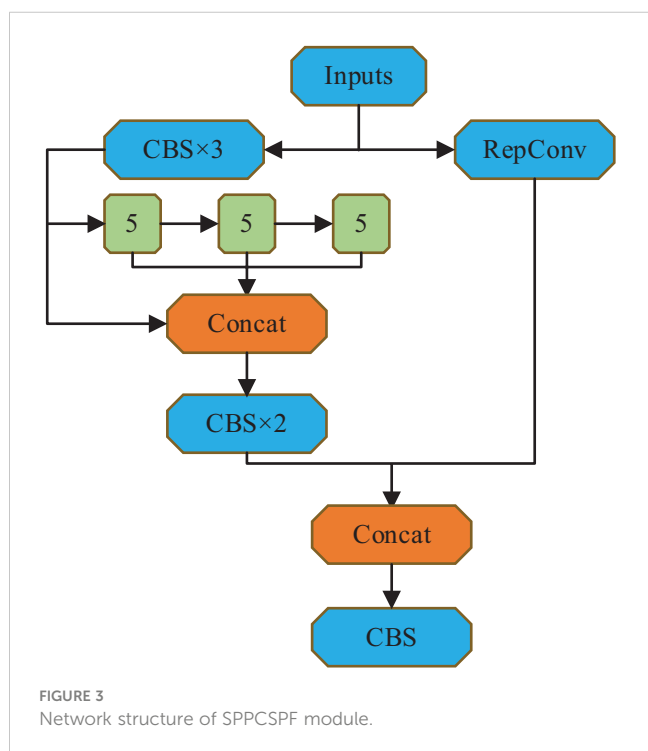 Inputs
CBS×3
RepConv
5
5
5
Concat
CBS×2
Concat
CBS
FIGURE 3
Network structure of SPPCSPF module.